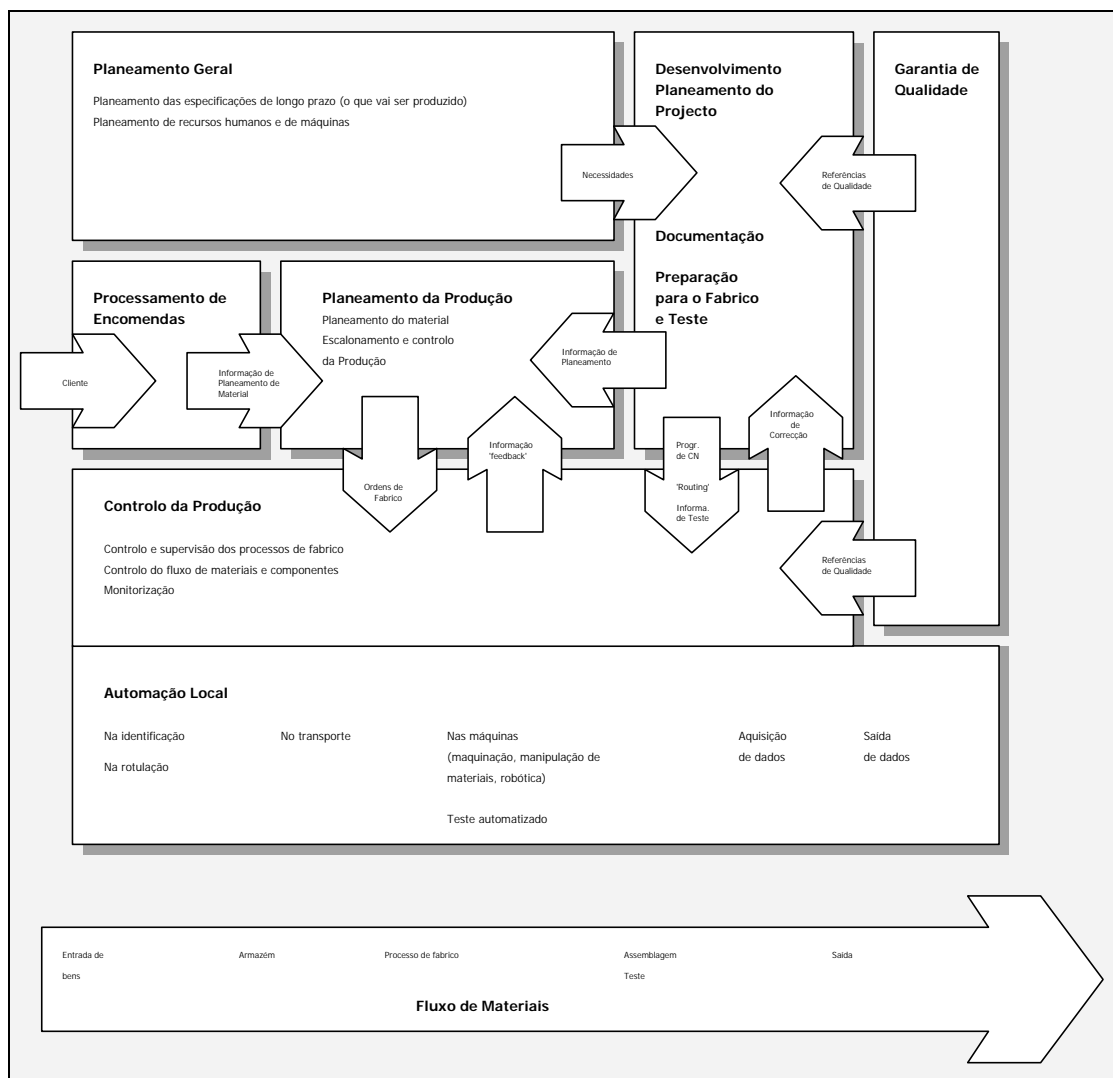 Planeamento Geral
Planeamento das especificações de longo prazo (o que vai ser produzido)
Planeamento de recursos humanos e de máquinas
Desenvolvimento
Planeamento do
Projecto
Garantia de
Qualidade
Necessidades
Referências
de Qualidade
Documentação
Preparação
para o Fabrico
e Teste
Processamento de
Encomendas
Planeamento da Produção
Planeamento do material
Escalonamento e controlo
da Produção
Cliente
Informação de
Planeamento de
Material
Informação de
Planeamento
Ordens de
Fabrico
Informação
'feedback'
Progr.
de CN
'Routing'
Informa.
de Teste
Informação
de
Correcção
Controlo da Produção
Controlo e supervisão dos processos de fabrico
Controlo do fluxo de materiais e componentes
Monitorização
Referências
de Qualidade
Automação Local
Na identificação
Na rotulação
No transporte
Nas máquinas
(maquinação, manipulação de
materiais, robótica)
Teste automatizado
Aquisição
de dados
Saída
de dados
Entrada de
bens
Armazém
Processo de fabrico
Assemblagem
Teste
Saída
Fluxo de Materiais